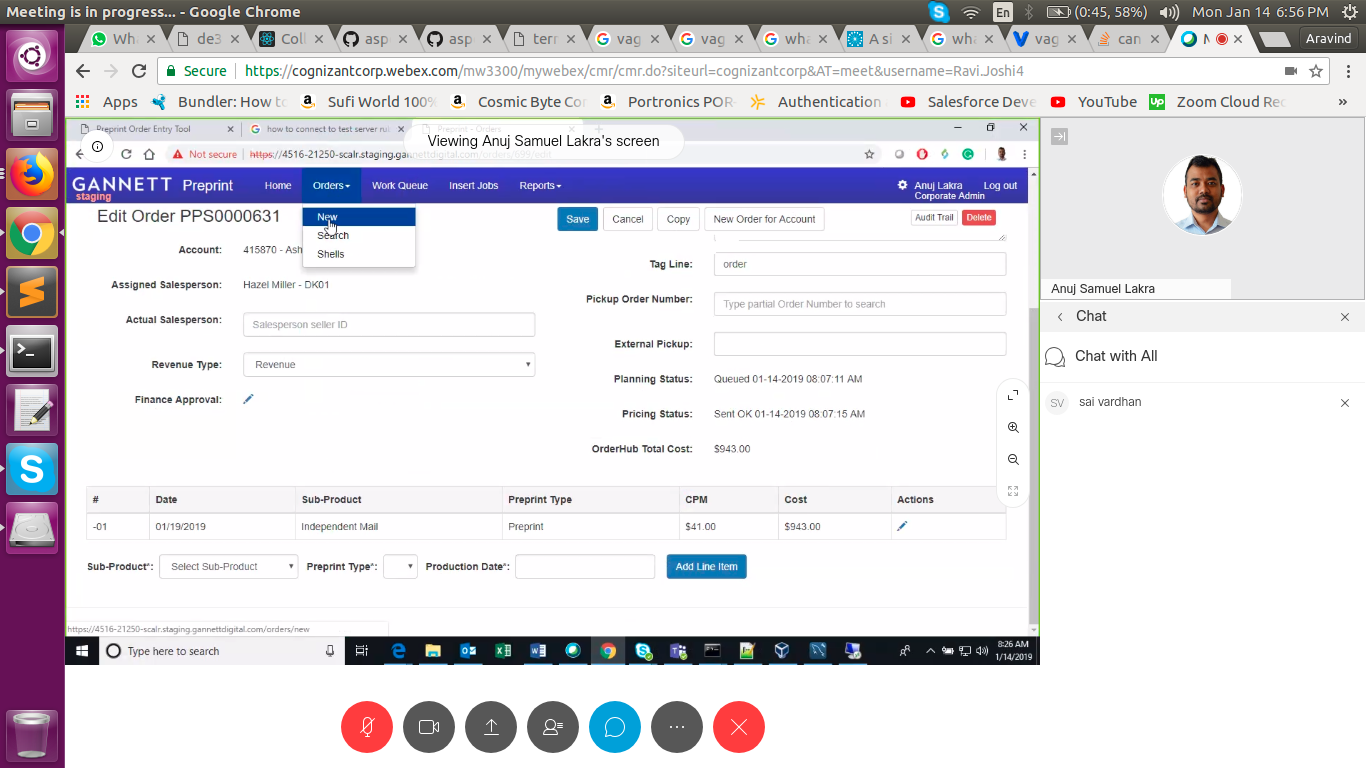 Meeting is in progress... - Google Chrome
En
(0:45, 58%)
Mon Jan 14 6:56 PM
Wha
de3
Coll
asp
asp
terr
vag
vag
wha
A si
wha
vag
can
Aravind
Secure
https://cognizantcorp.webex.com/mw3300/mywebex/cmr/cmr.do?siteurl=cognizantcorp&AT=meet&username=Ravi.Joshi4
Apps
Bundler: How to
Sufi World 100%
Cosmic Byte Co
Portronics POR
Authentication
Salesforce Deve
YouTube
Up
Zoom Cloud Rec
»
Preprint Order Entry Tool
how to connect to test server ru
Preprint - Orders
Viewing Anuj Samuel Lakra's screen
Not secure
https://4516-21250-scalr.staging.gannettdigital.com/orders/
GANNETT Preprint
staging
Home
Orders
Work Queue
Insert Jobs
Reports
Anuj Lakra
Corporate Admin
Log out
New
Search
Shells
Edit Order PPS0000631
Save
Cancel
Copy
New Order for Account
Audit Trail
Delete
Account:
415870 - Ash
Assigned Salesperson:
Hazel Miller - DK01
Actual Salesperson:
Salesperson seller ID
Revenue Type:
Revenue
Finance Approval:
Tag Line:
order
Pickup Order Number:
Type partial Order Number to search
External Pickup:
Planning Status:
Queued 01-14-2019 08:07:11 AM
Pricing Status:
Sent OK 01-14-2019 08:07:15 AM
OrderHub Total Cost:
$943.00
# Date Sub-Product Preprint Type CPM Cost Actions
-01 01/19/2019 Independent Mail Preprint $41.00 $943.00
Sub-Product*:
Select Sub-Product
Preprint Type*:
Production Date*:
Add Line Item
https://4516-21250-scalr.staging.gannettdigital.com/orders/new
Type here to search
8:26 AM
1/14/2019
Anuj Samuel Lakra
Chat
Chat with All
SV
sai vardhan